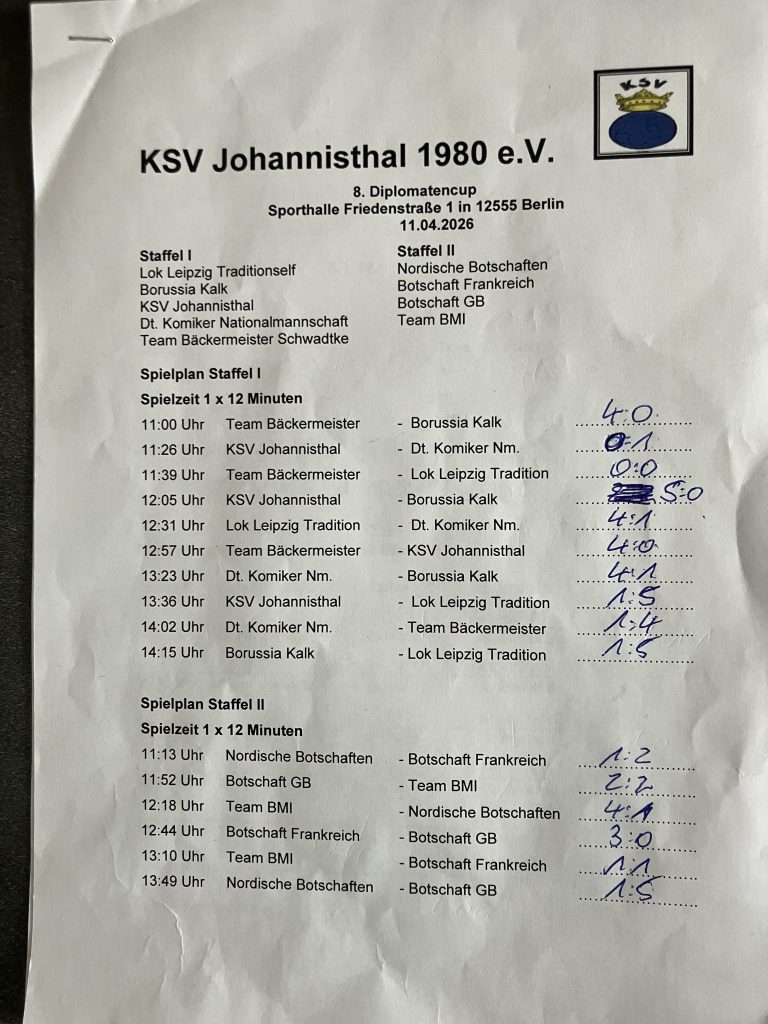 KSV
KSV Johannisthal 1980 e.V.
8. Diplomatencup
Sporthalle Friedenstraße 1 in 12555 Berlin
11.04.2026
Staffel I
Lok Leipzig Traditionself
Borussia Kalk
KSV Johannisthal
Dt. Komiker Nationalmannschaft
Team Bäckermeister Schwadtke
Staffel II
Nordische Botschaften
Botschaft Frankreich
Botschaft GB
Team BMI
Spielplan Staffel I
Spielzeit 1 x 12 Minuten
11:00 Uhr Team Bäckermeister - Borussia Kalk 4:0
11:26 Uhr KSV Johannisthal - Dt. Komiker Nm. 0:1
11:39 Uhr Team Bäckermeister - Lok Leipzig Tradition 0:0
12:05 Uhr KSV Johannisthal - Borussia Kalk 5:0
12:31 Uhr Lok Leipzig Tradition - Dt. Komiker Nm. 4:1
12:57 Uhr Team Bäckermeister - KSV Johannisthal 4:0
13:23 Uhr Dt. Komiker Nm. - Borussia Kalk 4:1
13:36 Uhr KSV Johannisthal - Lok Leipzig Tradition 1:5
14:02 Uhr Dt. Komiker Nm. - Team Bäckermeister 1:4
14:15 Uhr Borussia Kalk - Lok Leipzig Tradition 1:5
Spielplan Staffel II
Spielzeit 1 x 12 Minuten
11:13 Uhr Nordische Botschaften - Botschaft Frankreich 1:2
11:52 Uhr Botschaft GB - Team BMI 2:2
12:18 Uhr Team BMI - Nordische Botschaften 4:1
12:44 Uhr Botschaft Frankreich - Botschaft GB 3:0
13:10 Uhr Team BMI - Botschaft Frankreich 1:1
13:49 Uhr Nordische Botschaften - Botschaft GB 1:5